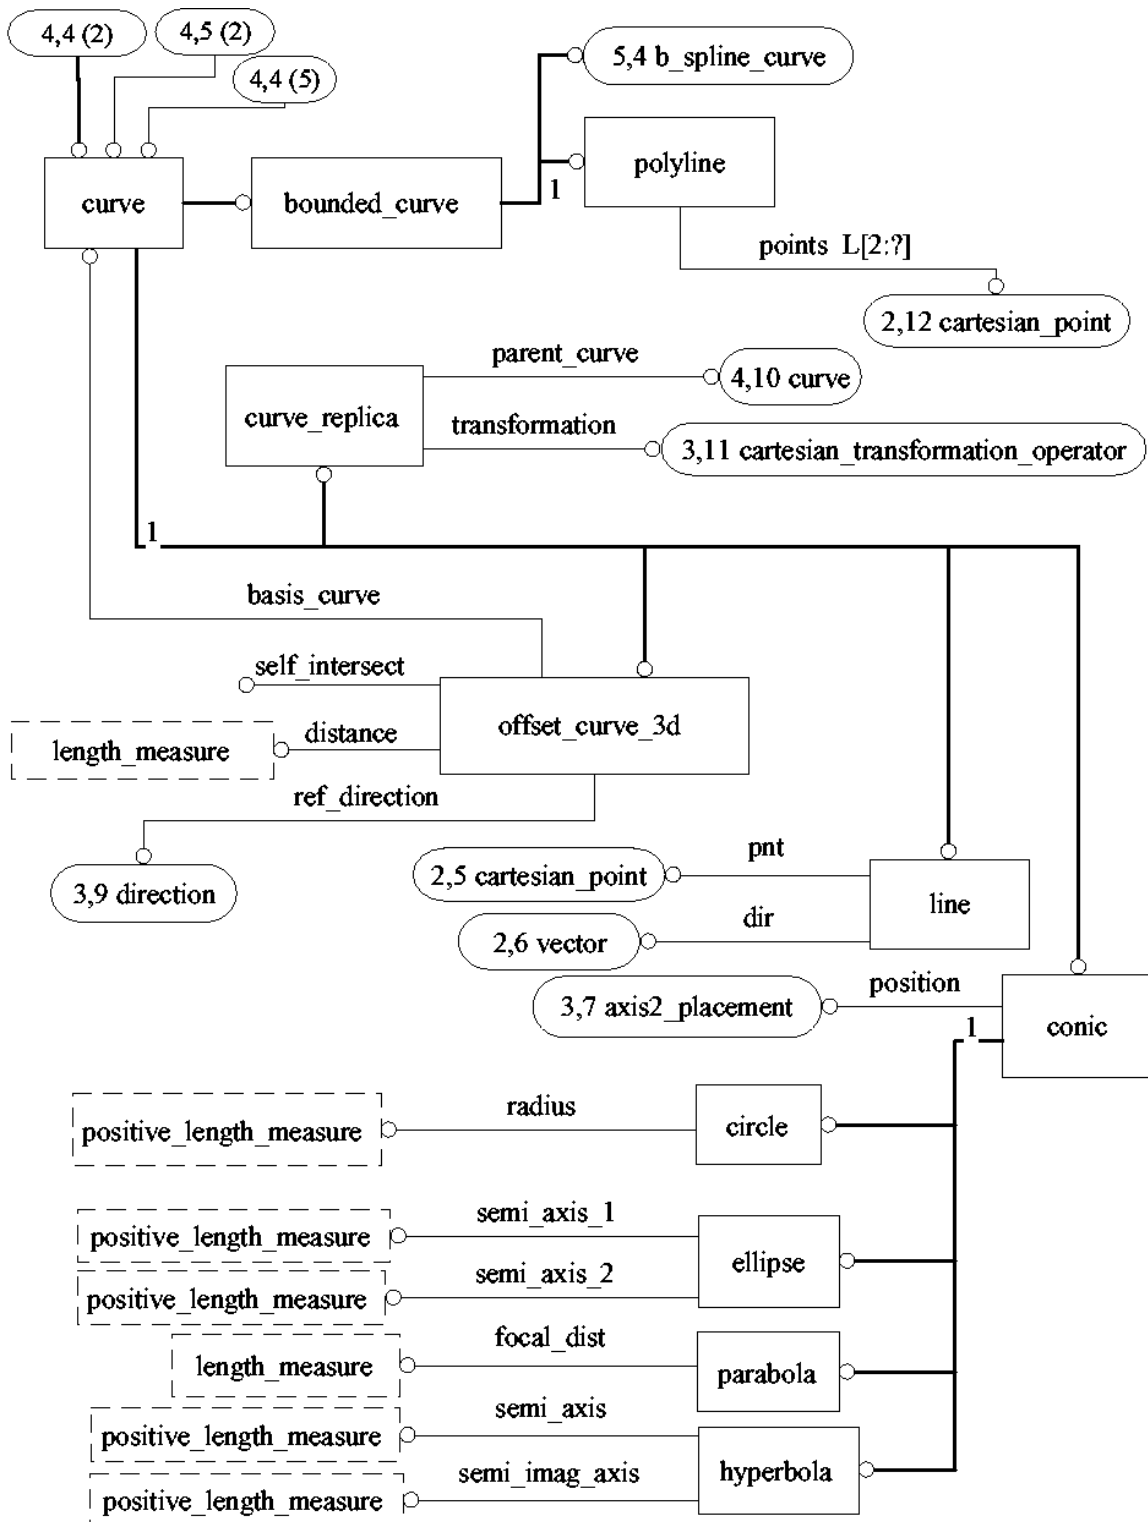 4,4 (2)
4,5 (2)
4,4 (5)
5,4 b_spline_curve
polyline
curve
bounded_curve
1
points L[2:?]
2,12 cartesian_point
parent_curve
4,10 curve
curve_replica
transformation
3,11 cartesian_transformation_operator
1
basis_curve
self_intersect
offset_curve_3d
distance
length_measure
ref_direction
3,9 direction
pnt
2,5 cartesian_point
line
dir
2,6 vector
position
3,7 axis2_placement
conic
1
radius
positive_length_measure
circle
semi_axis_1
positive_length_measure
ellipse
semi_axis_2
positive_length_measure
focal_dist
length_measure
parabola
semi_axis
positive_length_measure
hyperbola
semi_imag_axis
positive_length_measure